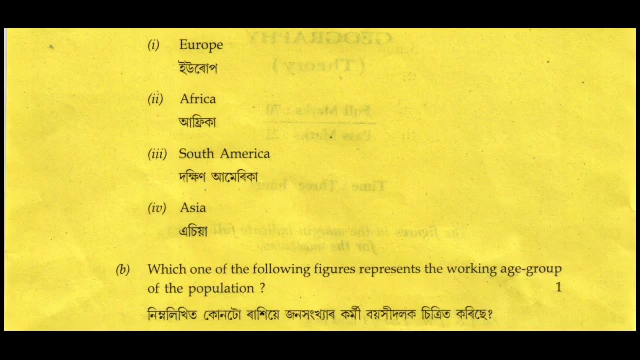 (i) Europe
ইউৰোপ
(ii) Africa
আফ্ৰিকা
(iii) South America
দক্ষিণ আমেৰিকা
(iv) Asia
এচিয়া
(b) Which one of the following figures represents the working age-group
of the population ? 1
নিম্নলিখিত কোনটো ৰাশিয়ে জনসংখ্যাৰ কৰ্মী বয়সীদলক চিত্ৰিত কৰিছে?